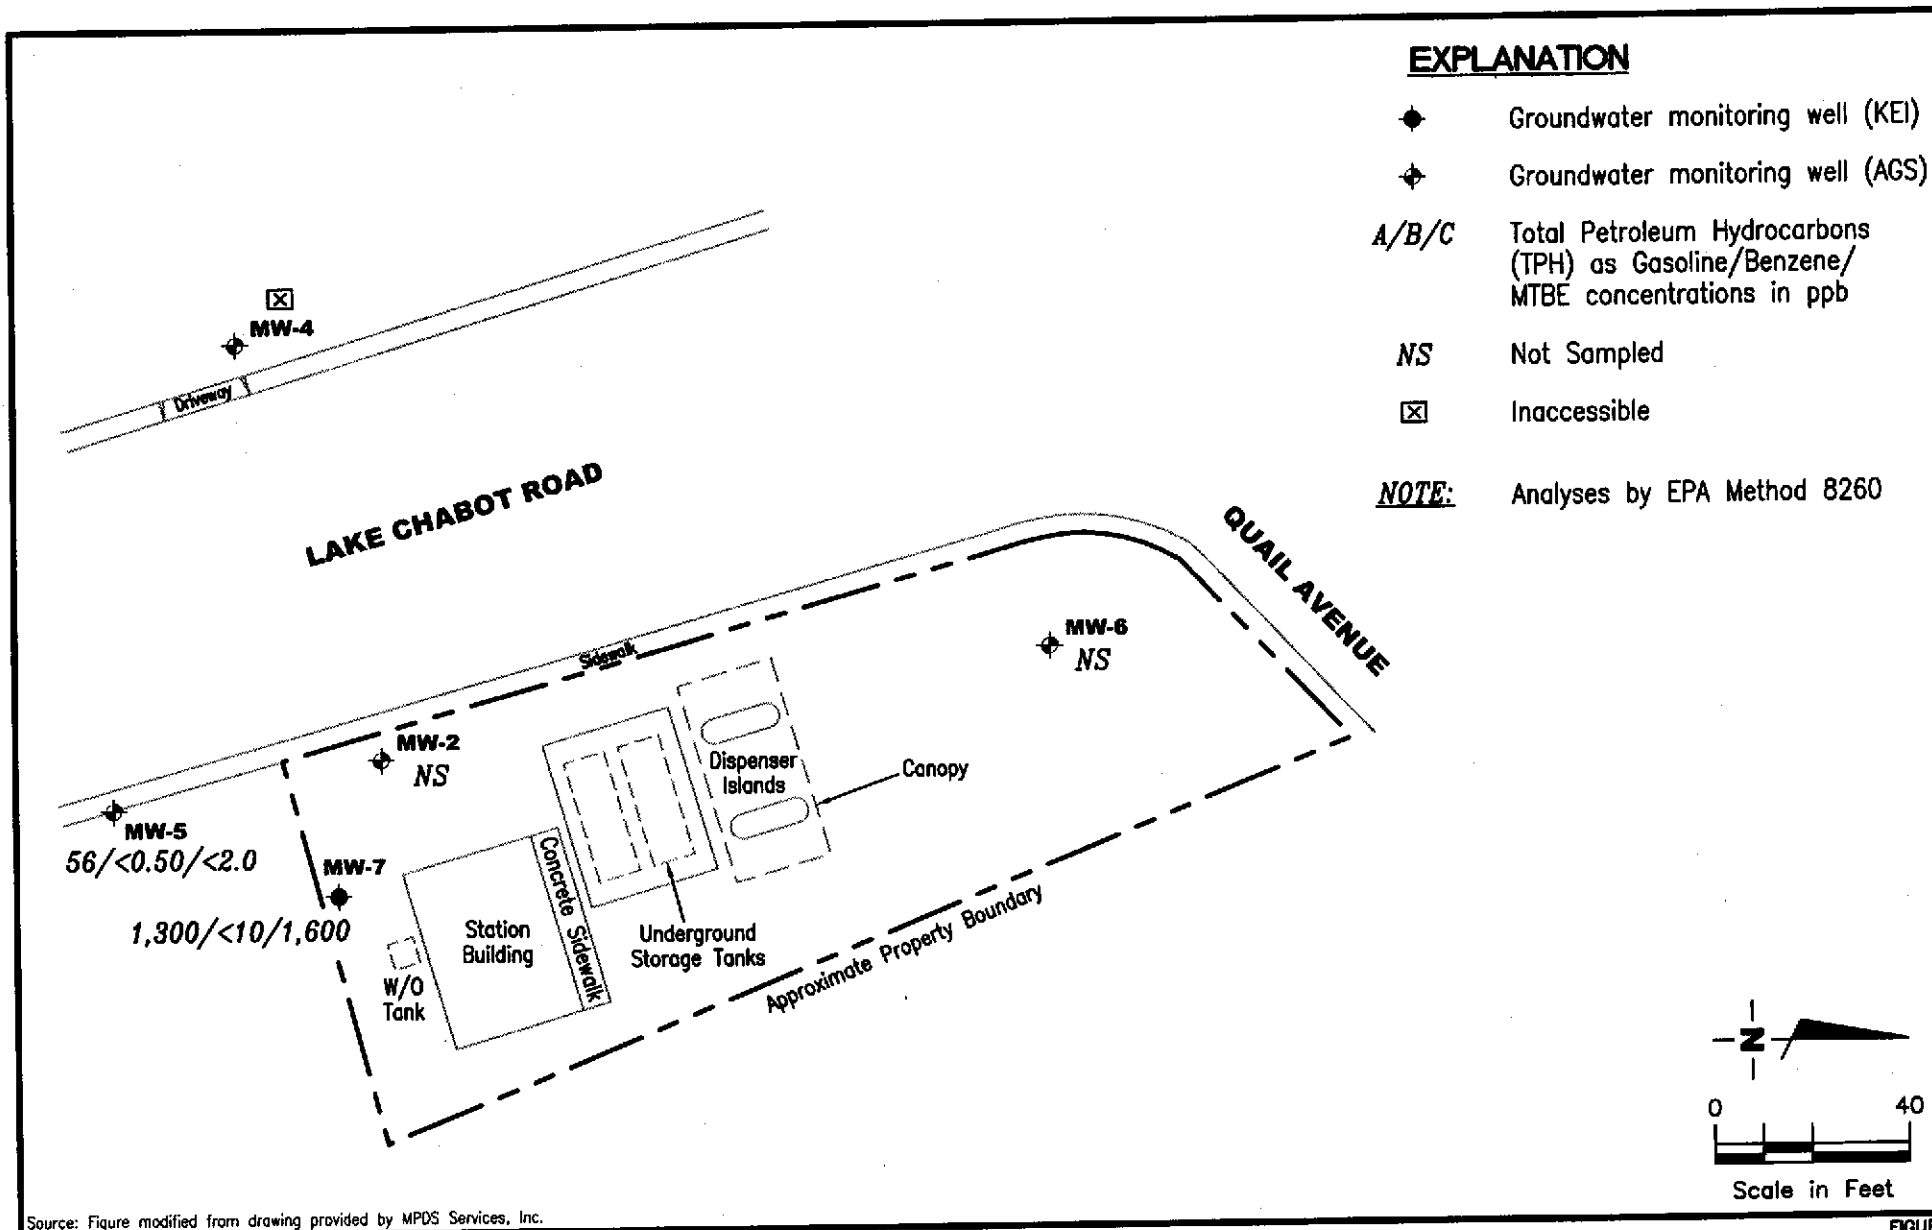 EXPLANATION
Groundwater monitoring well (KEI)
Groundwater monitoring well (AGS)
A/B/C Total Petroleum Hydrocarbons
(TPH) as Gasoline/Benzene/
MTBE concentrations in ppb
NS Not Sampled
Inaccessible
NOTE: Analyses by EPA Method 8260
MW-4
Driveway
LAKE CHABOT ROAD
QUAIL AVENUE
MW-6
NS
Sidewalk
MW-2
NS
Dispenser
Islands
Canopy
MW-5
56/<0.50/<2.0
MW-7
1,300/<10/1,600
Station
Building
Concrete Sidewalk
Underground
Storage Tanks
W/O
Tank
Approximate Property Boundary
N
0 40
Scale in Feet
Source: Figure modified from drawing provided by MPDS Services, Inc.